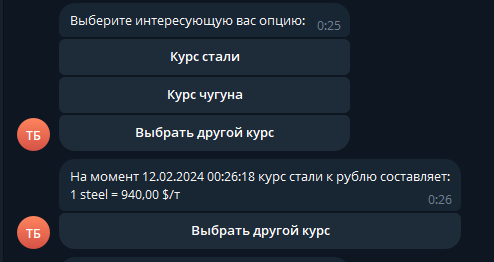 Выберите интересующую вас опцию:
0:25
Курс стали
Курс чугуна
ТБ
Выбрать другой курс
На момент 12.02.2024 00:26:18 курс стали к рублю составляет:
1 steel = 940,00 $/т
0:26
ТБ
Выбрать другой курс